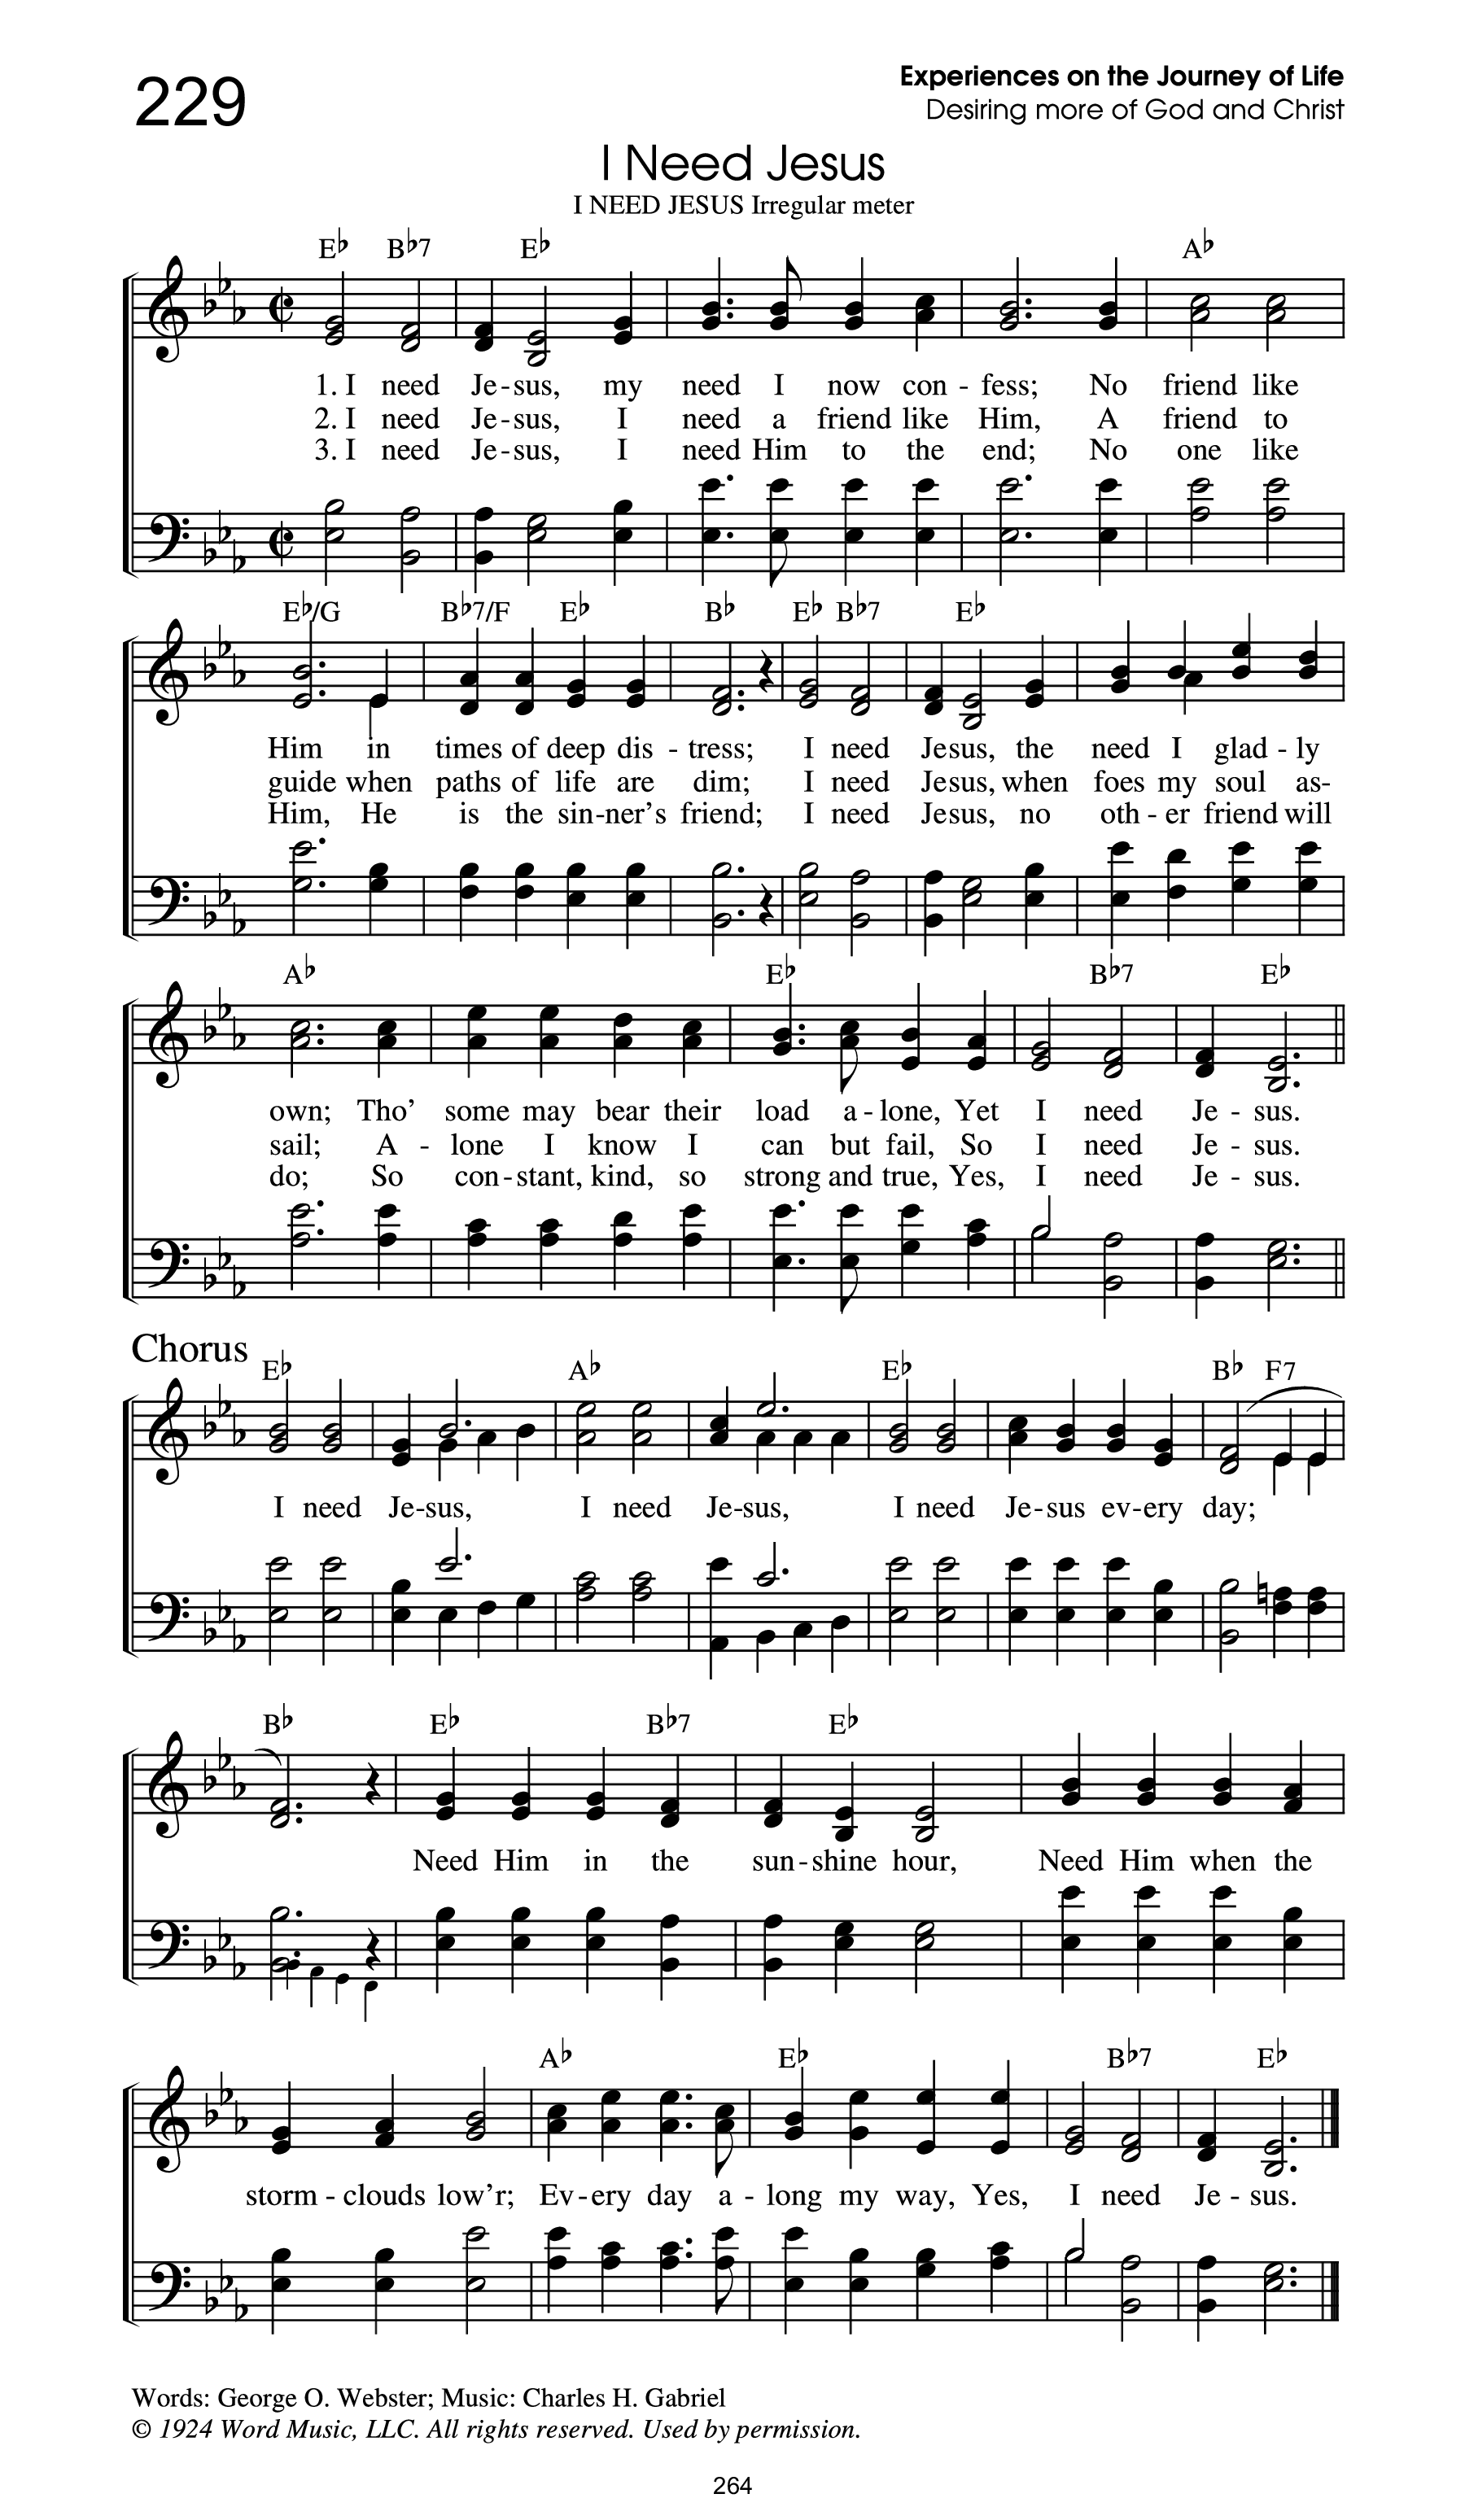 229
Experiences on the Journey of Life
Desiring more of God and Christ
I Need Jesus
I NEED JESUS Irregular meter
E♭ B♭7 E♭ A♭
1. I need Je-sus, my need I now con-fess; No friend like
2. I need Je-sus, I need a friend like Him, A friend to
3. I need Je-sus, I need Him to the end; No one like
E♭/G B♭7/F E♭ B♭ E♭ B♭7 E♭
Him in times of deep dis-tress; I need Jesus, the need I glad-ly
guide when paths of life are dim; I need Jesus, when foes my soul as-
Him, He is the sin-ner's friend; I need Jesus, no oth-er friend will
A♭ E♭ B♭7 E♭
own; Tho' some may bear their load a-lone, Yet I need Je-sus.
sail; A-lone I know I can but fail, So I need Je-sus.
do; So con-stant, kind, so strong and true, Yes, I need Je-sus.
Chorus
E♭ A♭ E♭ B♭ F7
I need Je-sus, I need Je-sus, I need Je-sus ev-ery day;
B♭ E♭ B♭7 E♭
Need Him in the sun-shine hour, Need Him when the
A♭ E♭ B♭7 E♭
storm-clouds low'r; Ev-ery day a-long my way, Yes, I need Je-sus.
Words: George O. Webster; Music: Charles H. Gabriel
© 1924 Word Music, LLC. All rights reserved. Used by permission.
264